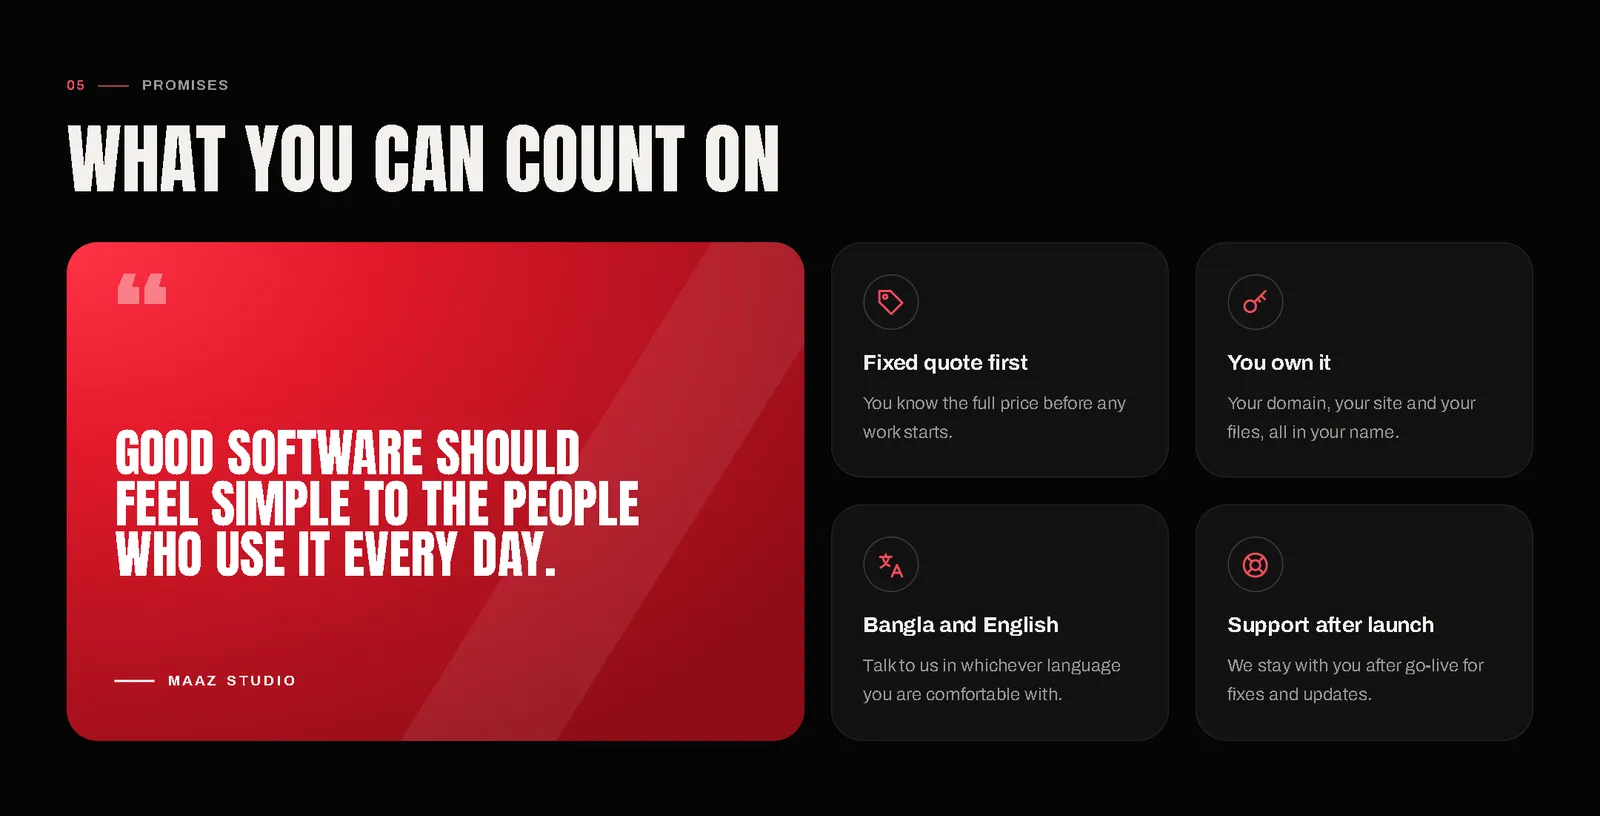 05 — PROMISES
WHAT YOU CAN COUNT ON
“
GOOD SOFTWARE SHOULD
FEEL SIMPLE TO THE PEOPLE
WHO USE IT EVERY DAY.
— MAAZ STUDIO
Fixed quote first
You know the full price before any
work starts.
You own it
Your domain, your site and your
files, all in your name.
Bangla and English
Talk to us in whichever language
you are comfortable with.
Support after launch
We stay with you after go-live for
fixes and updates.